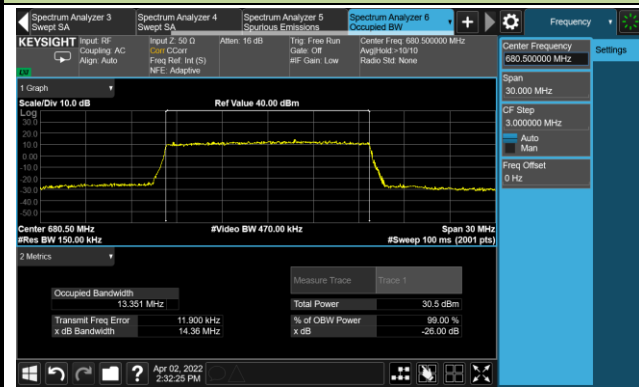 Spectrum Analyzer 3
Swept SA
Spectrum Analyzer 4
Swept SA
Spectrum Analyzer 5
Spurious Emissions
Spectrum Analyzer 6
Occupied BW
Frequency
KEYSIGHT
Input: RF
Coupling: AC
Align: Auto
Input Z: 50 Ω
Corr CCorr
Freq Ref: Int (S)
NFE: Adaptive
Atten: 16 dB
Trig: Free Run
Gate: Off
#IF Gain: Low
Center Freq: 680.500000 MHz
Avg|Hold:>10/10
Radio Std: None
Center Frequency
680.500000 MHz
Settings
Span
30.000 MHz
CF Step
3.000000 MHz
Auto
Man
Freq Offset
0 Hz
1 Graph
Scale/Div 10.0 dB
Ref Value 40.00 dBm
Log
30.0
20.0
10.0
0.00
-10.0
-20.0
-30.0
-40.0
-50.0
Center 680.50 MHz
#Video BW 470.00 kHz
Span 30 MHz
#Res BW 150.00 kHz
#Sweep 100 ms (2001 pts)
2 Metrics
Measure Trace
Trace 1
Occupied Bandwidth
13.351 MHz
Total Power
30.5 dBm
Transmit Freq Error
11.900 kHz
% of OBW Power
99.00 %
x dB Bandwidth
14.36 MHz
x dB
-26.00 dB
Apr 02, 2022
2:32:25 PM